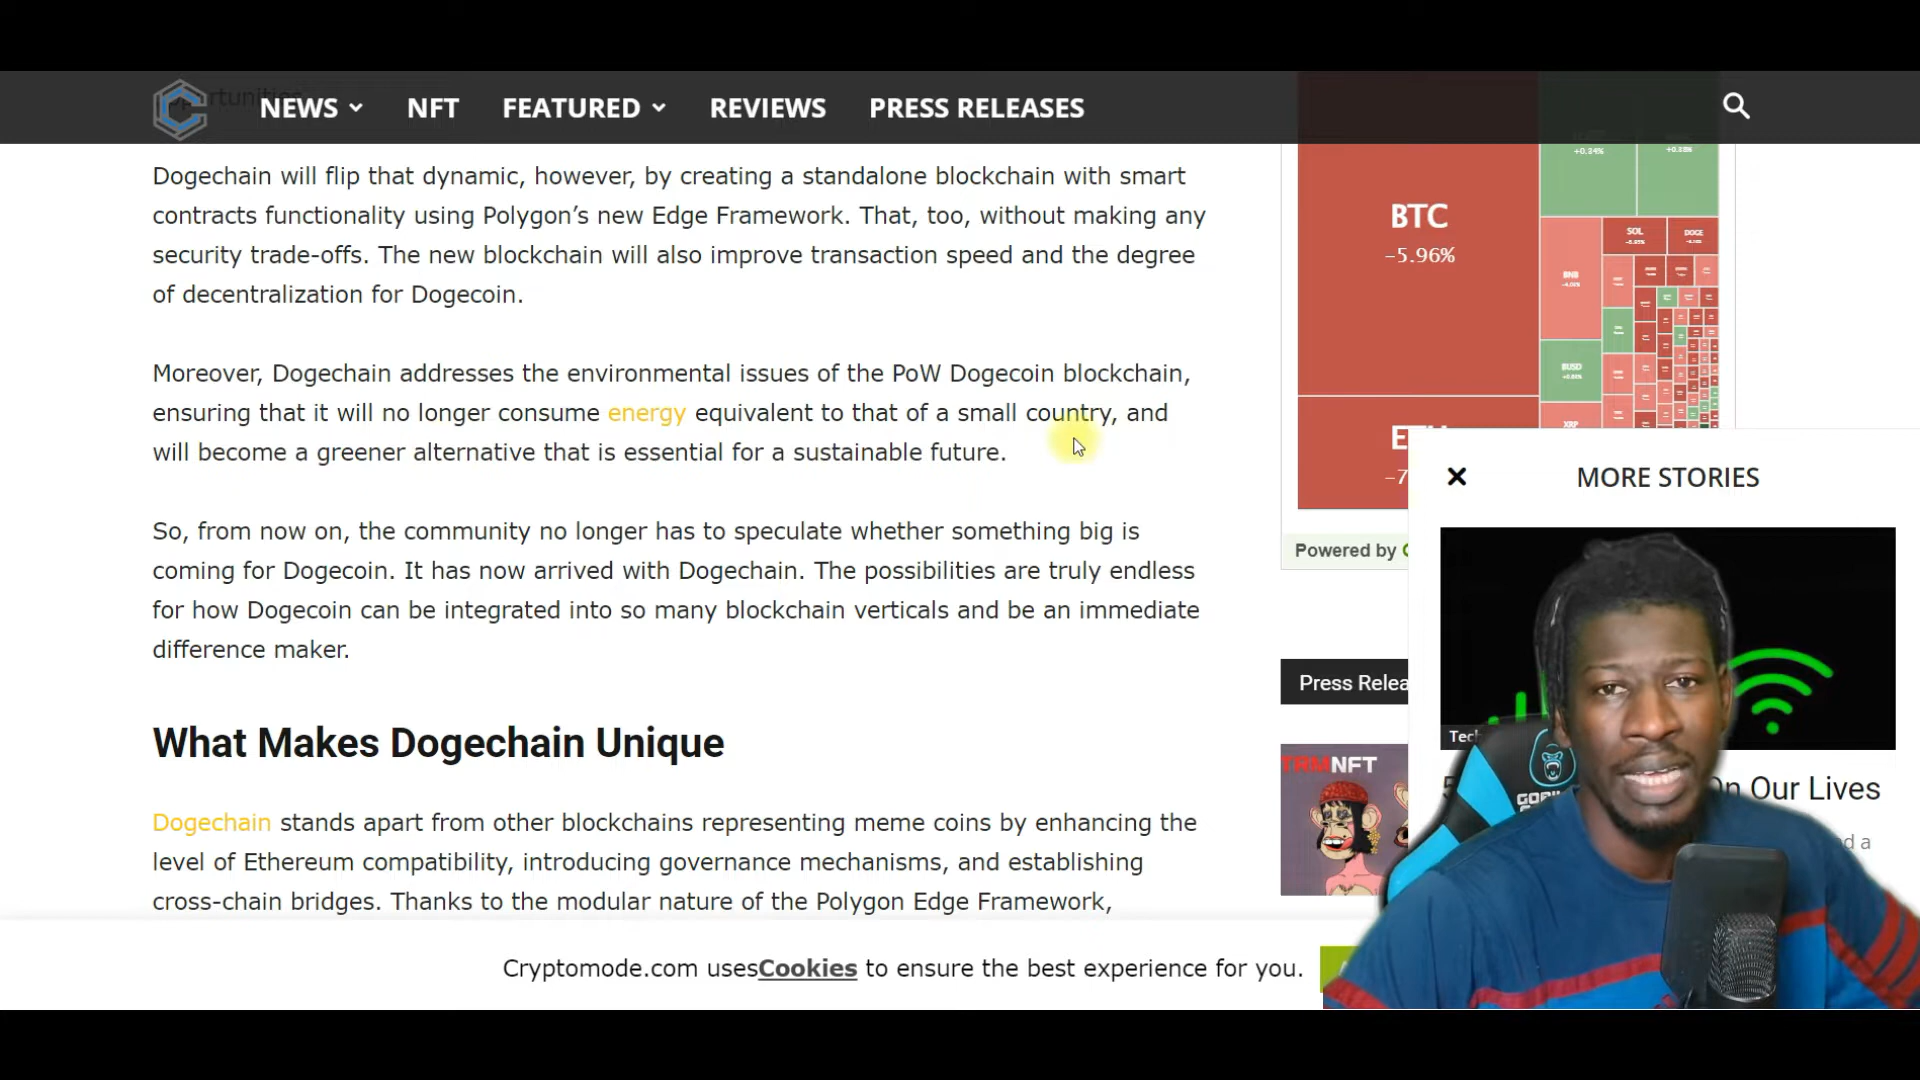 NEWS
NFT
FEATURED
REVIEWS
PRESS RELEASES
Dogechain will flip that dynamic, however, by creating a standalone blockchain with smart
contracts functionality using Polygon’s new Edge Framework. That, too, without making any
security trade-offs. The new blockchain will also improve transaction speed and the degree
of decentralization for Dogecoin.
Moreover, Dogechain addresses the environmental issues of the PoW Dogecoin blockchain,
ensuring that it will no longer consume energy equivalent to that of a small country, and
will become a greener alternative that is essential for a sustainable future.
So, from now on, the community no longer has to speculate whether something big is
coming for Dogecoin. It has now arrived with Dogechain. The possibilities are truly endless
for how Dogecoin can be integrated into so many blockchain verticals and be an immediate
difference maker.
What Makes Dogechain Unique
Dogechain stands apart from other blockchains representing meme coins by enhancing the
level of Ethereum compatibility, introducing governance mechanisms, and establishing
cross-chain bridges. Thanks to the modular nature of the Polygon Edge Framework,
Cryptomode.com usesCookies to ensure the best experience for you.
BTC
-5.96%
SOL
DOGE
BNB
BUSD
XRP
Powered by
MORE STORIES
Press Relea
TRMNFT
Tec
On Our Lives